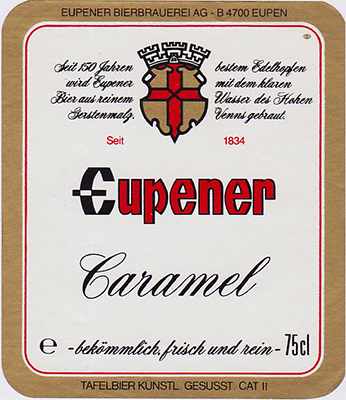 EUPENER BIERBRAUEREI AG - B 4700 EUPEN
Seit 150 Jahren
wird Eupener
Bier aus reinem
Gerstenmalz,
bestem Edelhopfen
mit dem klaren
Wasser des Hohen
Venns gebraut.
Seit 1834
Eupener
Caramel
e -bekömmlich, frisch und rein- 75cl
TAFELBIER KÜNSTL. GESÜSST. CAT II